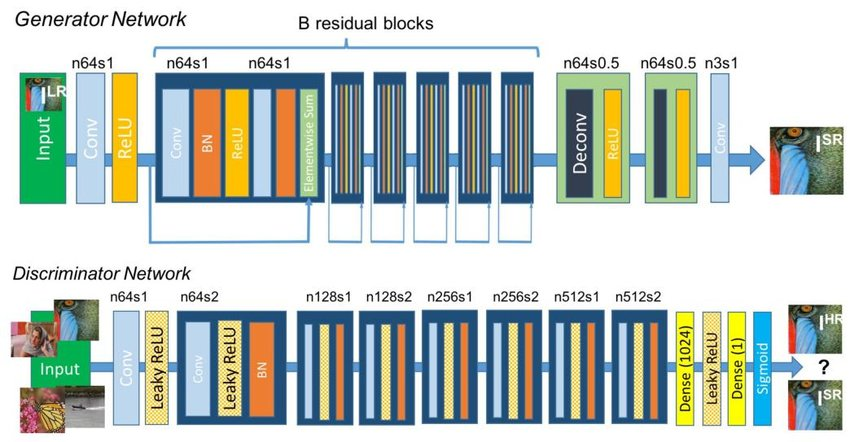 Generator Network
B residual blocks
n64s1
n64s1
n64s1
n64s0.5
n64s0.5
n3s1
I^LR
Input
Conv
ReLU
Conv
BN
ReLU
Elementwise Sum
Deconv
ReLU
Conv
I^SR
Discriminator Network
n64s1
n64s2
n128s1
n128s2
n256s1
n256s2
n512s1
n512s2
Input
Conv
Leaky ReLU
Conv
Leaky ReLU
BN
Dense (1024)
Leaky ReLU
Dense (1)
Sigmoid
I^HR
?
I^SR